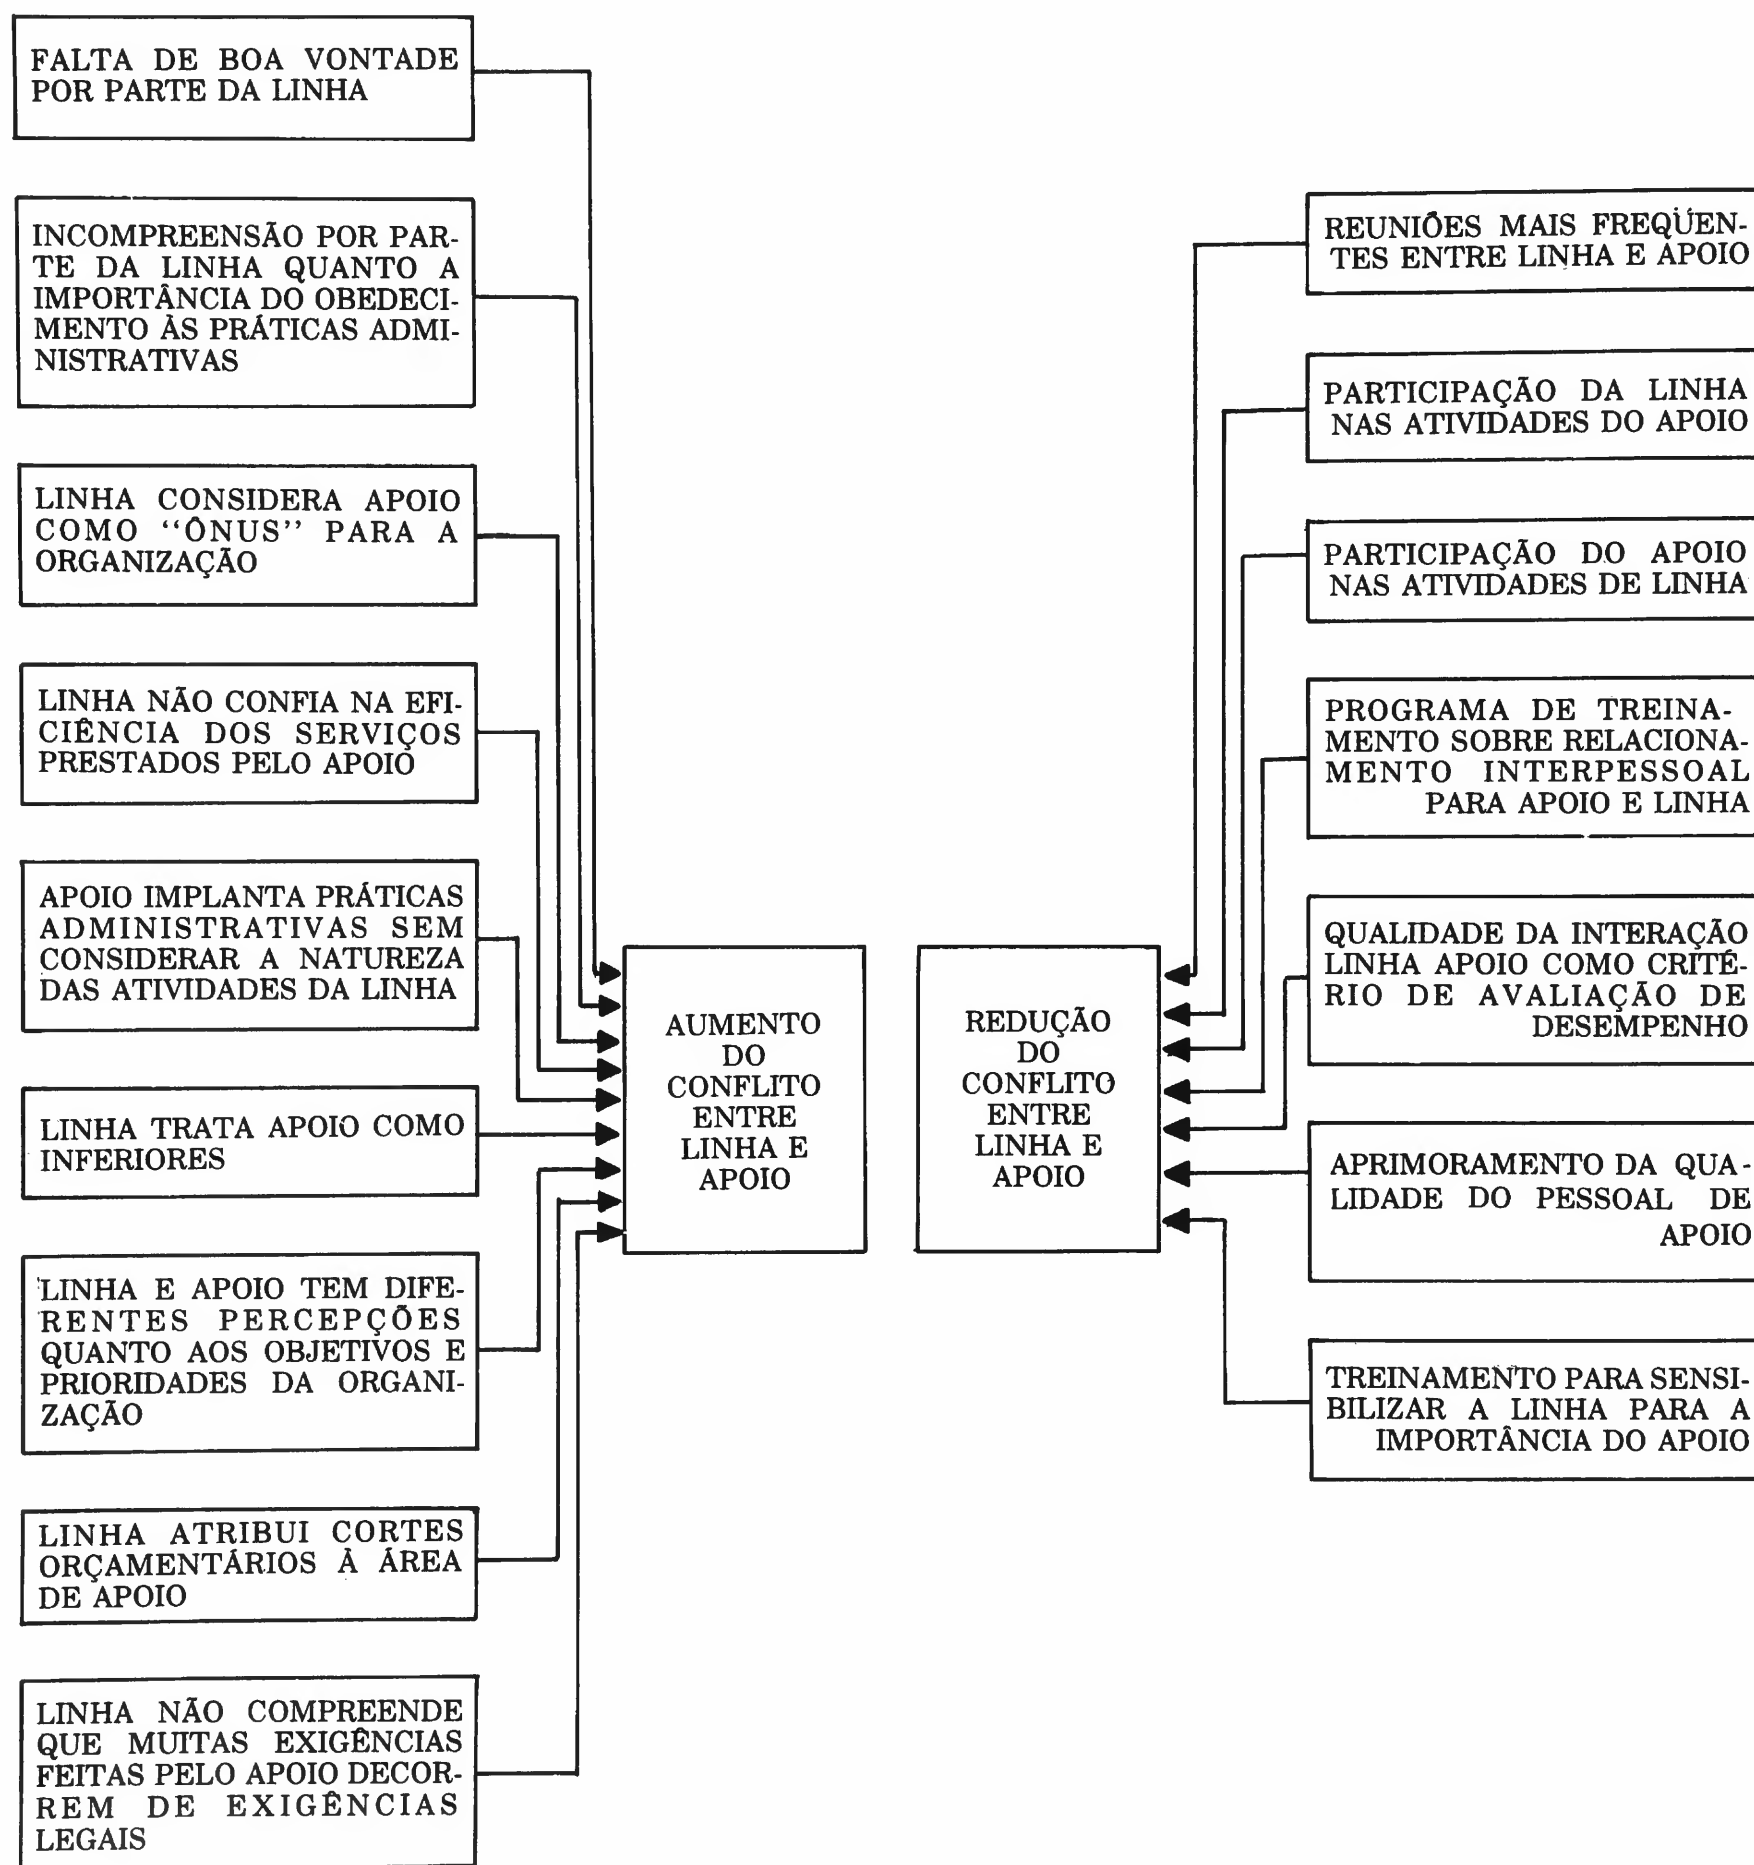 FALTA DE BOA VONTADE
POR PARTE DA LINHA
INCOMPREENSÃO POR PAR-
TE DA LINHA QUANTO A
IMPORTÂNCIA DO OBEDECI-
MENTO ÀS PRÁTICAS ADMI-
NISTRATIVAS
LINHA CONSIDERA APOIO
COMO “ÔNUS” PARA A
ORGANIZAÇÃO
LINHA NÃO CONFIA NA EFI-
CIÊNCIA DOS SERVIÇOS
PRESTADOS PELO APOIO
APOIO IMPLANTA PRÁTICAS
ADMINISTRATIVAS SEM
CONSIDERAR A NATUREZA
DAS ATIVIDADES DA LINHA
LINHA TRATA APOIO COMO
INFERIORES
LINHA E APOIO TEM DIFE-
RENTES PERCEPÇÕES
QUANTO AOS OBJETIVOS E
PRIORIDADES DA ORGANI-
ZAÇÃO
LINHA ATRIBUI CORTES
ORÇAMENTÁRIOS À ÁREA
DE APOIO
LINHA NÃO COMPREENDE
QUE MUITAS EXIGÊNCIAS
FEITAS PELO APOIO DECOR-
REM DE EXIGÊNCIAS
LEGAIS
AUMENTO
DO
CONFLITO
ENTRE
LINHA E
APOIO
REDUÇÃO
DO
CONFLITO
ENTRE
LINHA E
APOIO
REUNIÕES MAIS FREQÜEN-
TES ENTRE LINHA E APOIO
PARTICIPAÇÃO DA LINHA
NAS ATIVIDADES DO APOIO
PARTICIPAÇÃO DO APOIO
NAS ATIVIDADES DE LINHA
PROGRAMA DE TREINA-
MENTO SOBRE RELACIONA-
MENTO INTERPESSOAL
PARA APOIO E LINHA
QUALIDADE DA INTERAÇÃO
LINHA APOIO COMO CRITÉ-
RIO DE AVALIAÇÃO DE
DESEMPENHO
APRIMORAMENTO DA QUA-
LIDADE DO PESSOAL DE
APOIO
TREINAMENTO PARA SENSI-
BILIZAR A LINHA PARA A
IMPORTÂNCIA DO APOIO